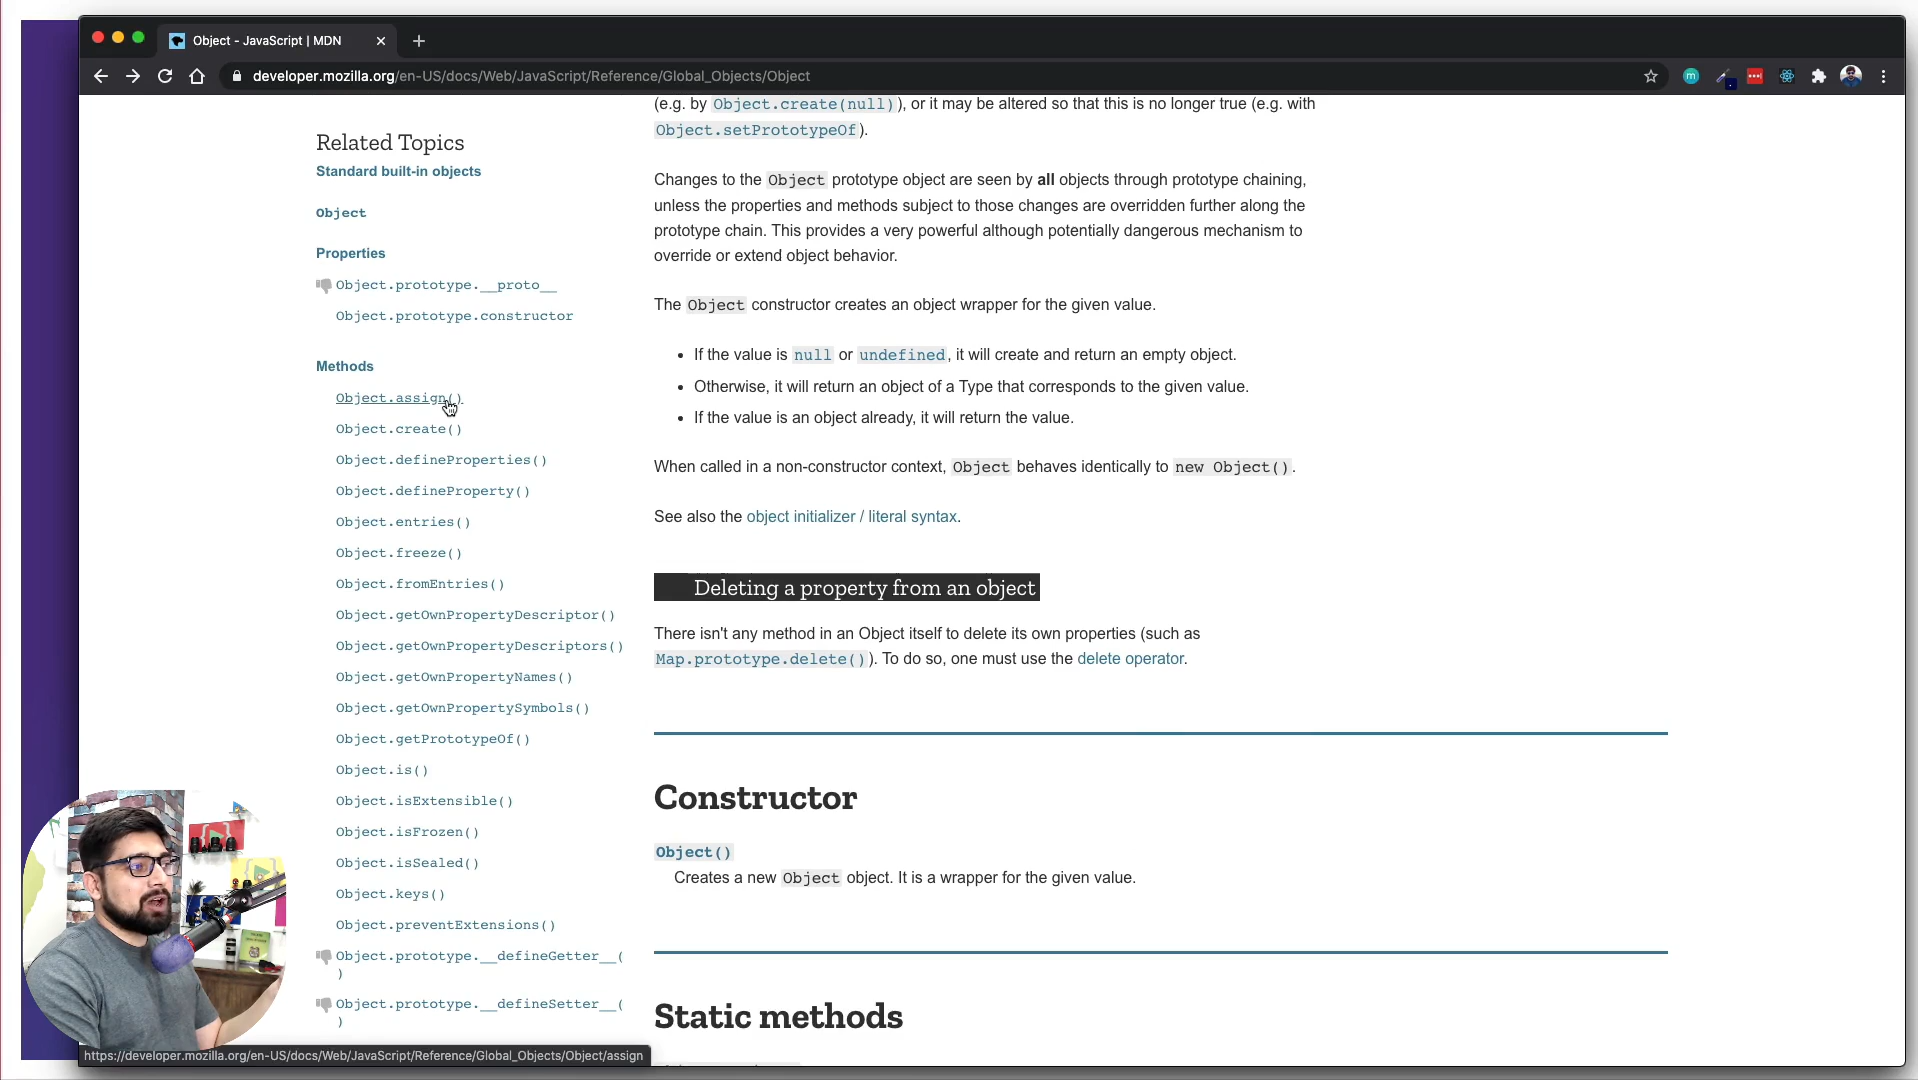 Object - JavaScript | MDN
developer.mozilla.org/en-US/docs/Web/JavaScript/Reference/Global_Objects/Object
Related Topics
Standard built-in objects
Object
Properties
Object.prototype.__proto__
Object.prototype.constructor
Methods
Object.assign()
Object.create()
Object.defineProperties()
Object.defineProperty()
Object.entries()
Object.freeze()
Object.fromEntries()
Object.getOwnPropertyDescriptor()
Object.getOwnPropertyDescriptors()
Object.getOwnPropertyNames()
Object.getOwnPropertySymbols()
Object.getPrototypeOf()
Object.is()
Object.isExtensible()
Object.isFrozen()
Object.isSealed()
Object.keys()
Object.preventExtensions()
Object.prototype.__defineGetter__(
)
Object.prototype.__defineSetter__(
)
(e.g. by Object.create(null)), or it may be altered so that this is no longer true (e.g. with
Object.setPrototypeOf).
Changes to the Object prototype object are seen by all objects through prototype chaining,
unless the properties and methods subject to those changes are overridden further along the
prototype chain. This provides a very powerful although potentially dangerous mechanism to
override or extend object behavior.
The Object constructor creates an object wrapper for the given value.
• If the value is null or undefined, it will create and return an empty object.
• Otherwise, it will return an object of a Type that corresponds to the given value.
• If the value is an object already, it will return the value.
When called in a non-constructor context, Object behaves identically to new Object().
See also the object initializer / literal syntax.
Deleting a property from an object
There isn't any method in an Object itself to delete its own properties (such as
Map.prototype.delete()). To do so, one must use the delete operator.
Constructor
Object()
Creates a new Object object. It is a wrapper for the given value.
Static methods
https://developer.mozilla.org/en-US/docs/Web/JavaScript/Reference/Global_Objects/Object/assign